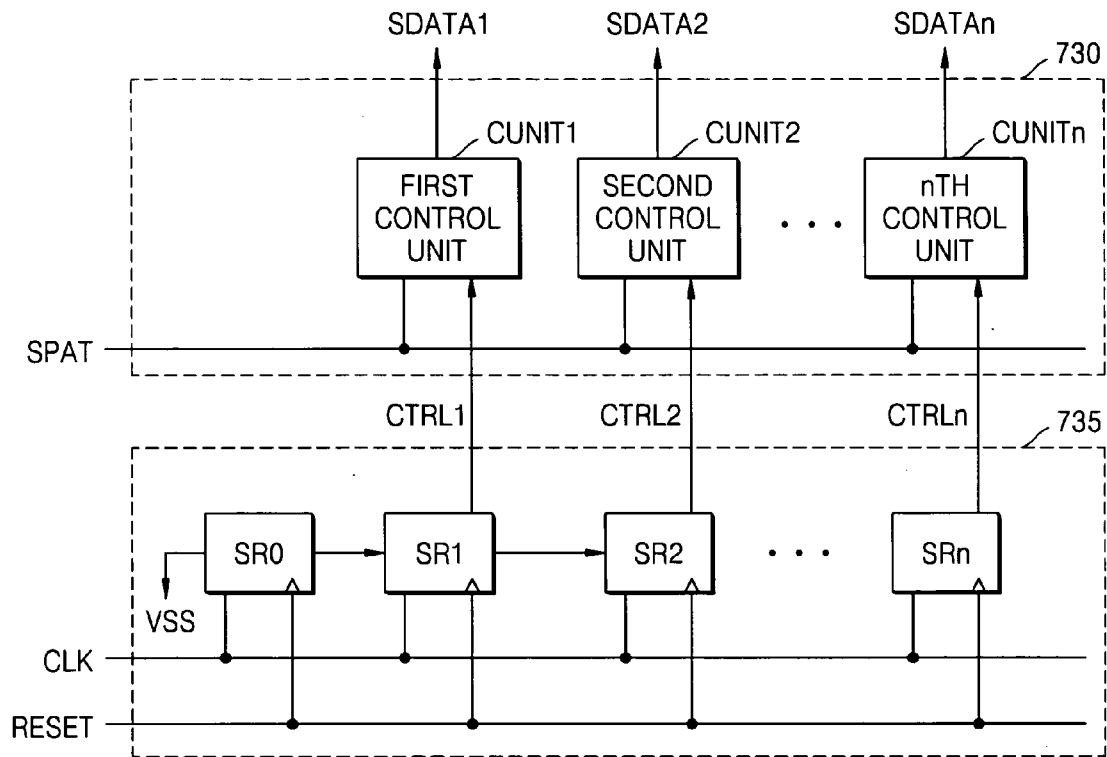 SDATA1 SDATA2 SDATAn
730
CUNIT1 CUNIT2 CUNITn
FIRST CONTROL UNIT
SECOND CONTROL UNIT
. . .
nTH CONTROL UNIT
SPAT
CTRL1 CTRL2 CTRLn
735
SR0 SR1 SR2 . . . SRn
VSS
CLK
RESET